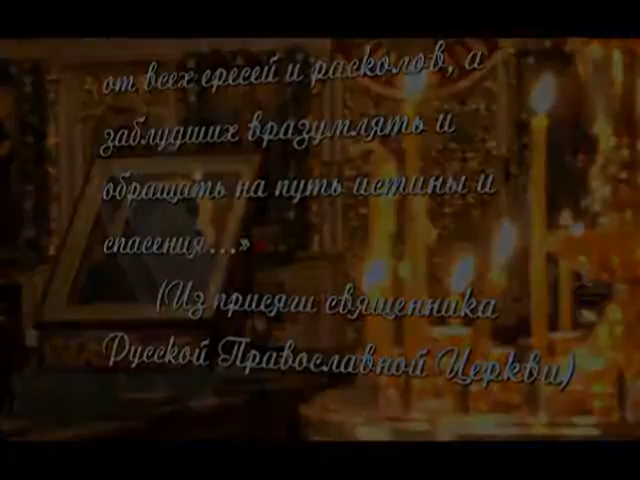 от всех ересей и расколов, а
заблудших вразумлять и
обращать на путь истины и
спасения...»
(Из присяги священника
Русской Православной Церкви)